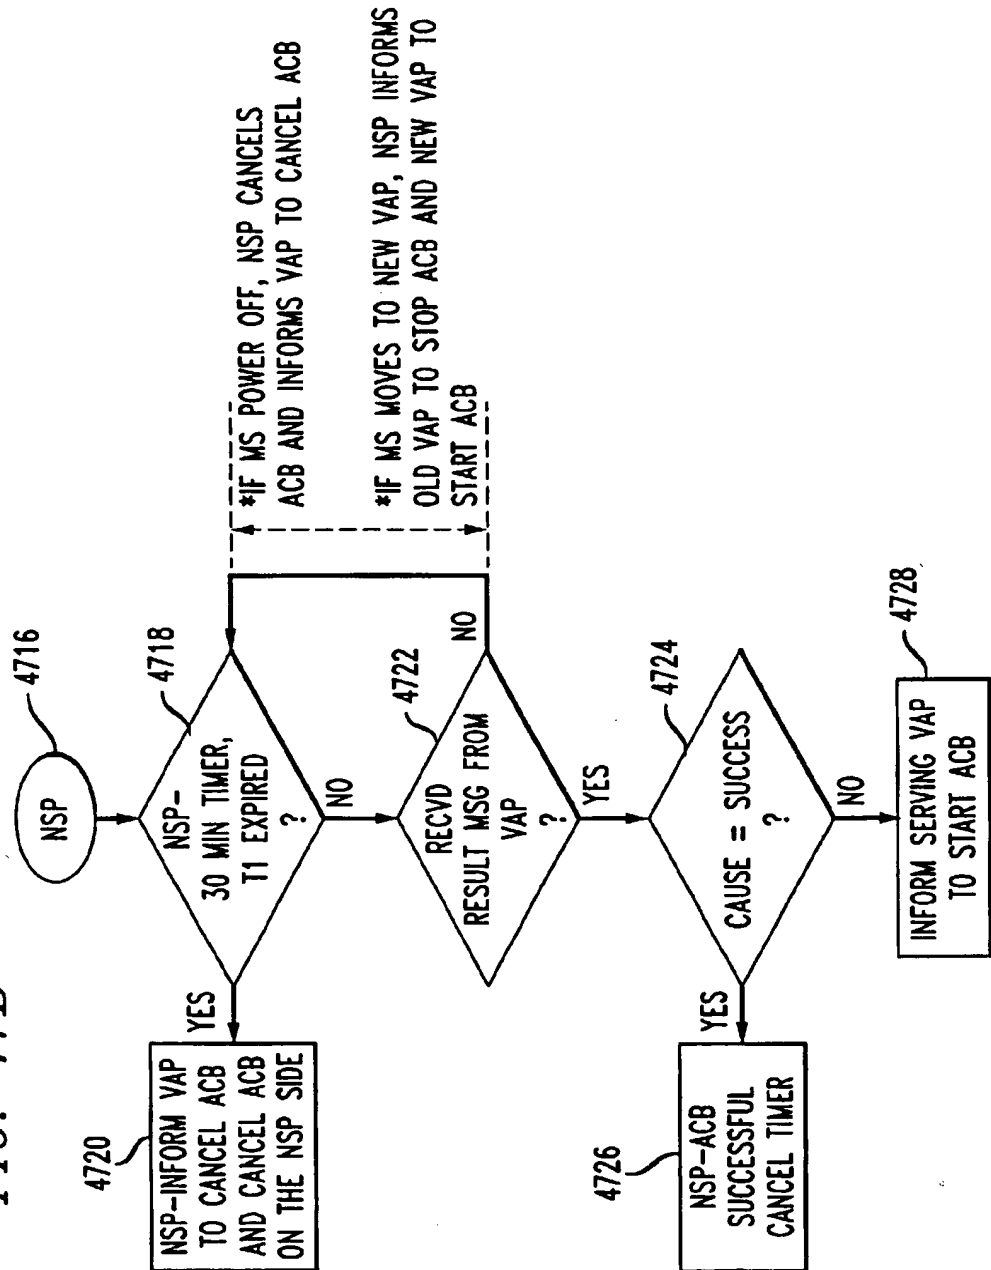 NSP
4716
NSP-
30 MIN TIMER,
T1 EXPIRED
?
4718
YES
NO
4720
NSP-INFORM VAP
TO CANCEL ACB
AND CANCEL ACB
ON THE NSP SIDE
*IF MS POWER OFF, NSP CANCELS
ACB AND INFORMS VAP TO CANCEL ACB
RECVD
RESULT MSG FROM
VAP
?
4722
NO
YES
*IF MS MOVES TO NEW VAP, NSP INFORMS
OLD VAP TO STOP ACB AND NEW VAP TO
START ACB
CAUSE = SUCCESS
?
4724
YES
NO
4726
NSP-ACB
SUCCESSFUL
CANCEL TIMER
4728
INFORM SERVING VAP
TO START ACB